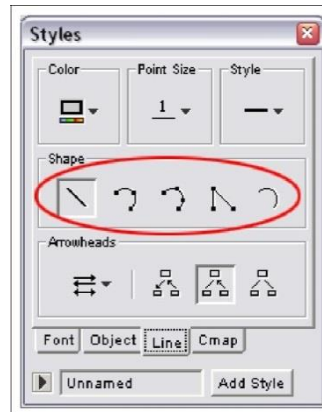 Styles
Color Point Size Style
1
Shape
Arrowheads
Font Object Line Cmap
Unnamed Add Style